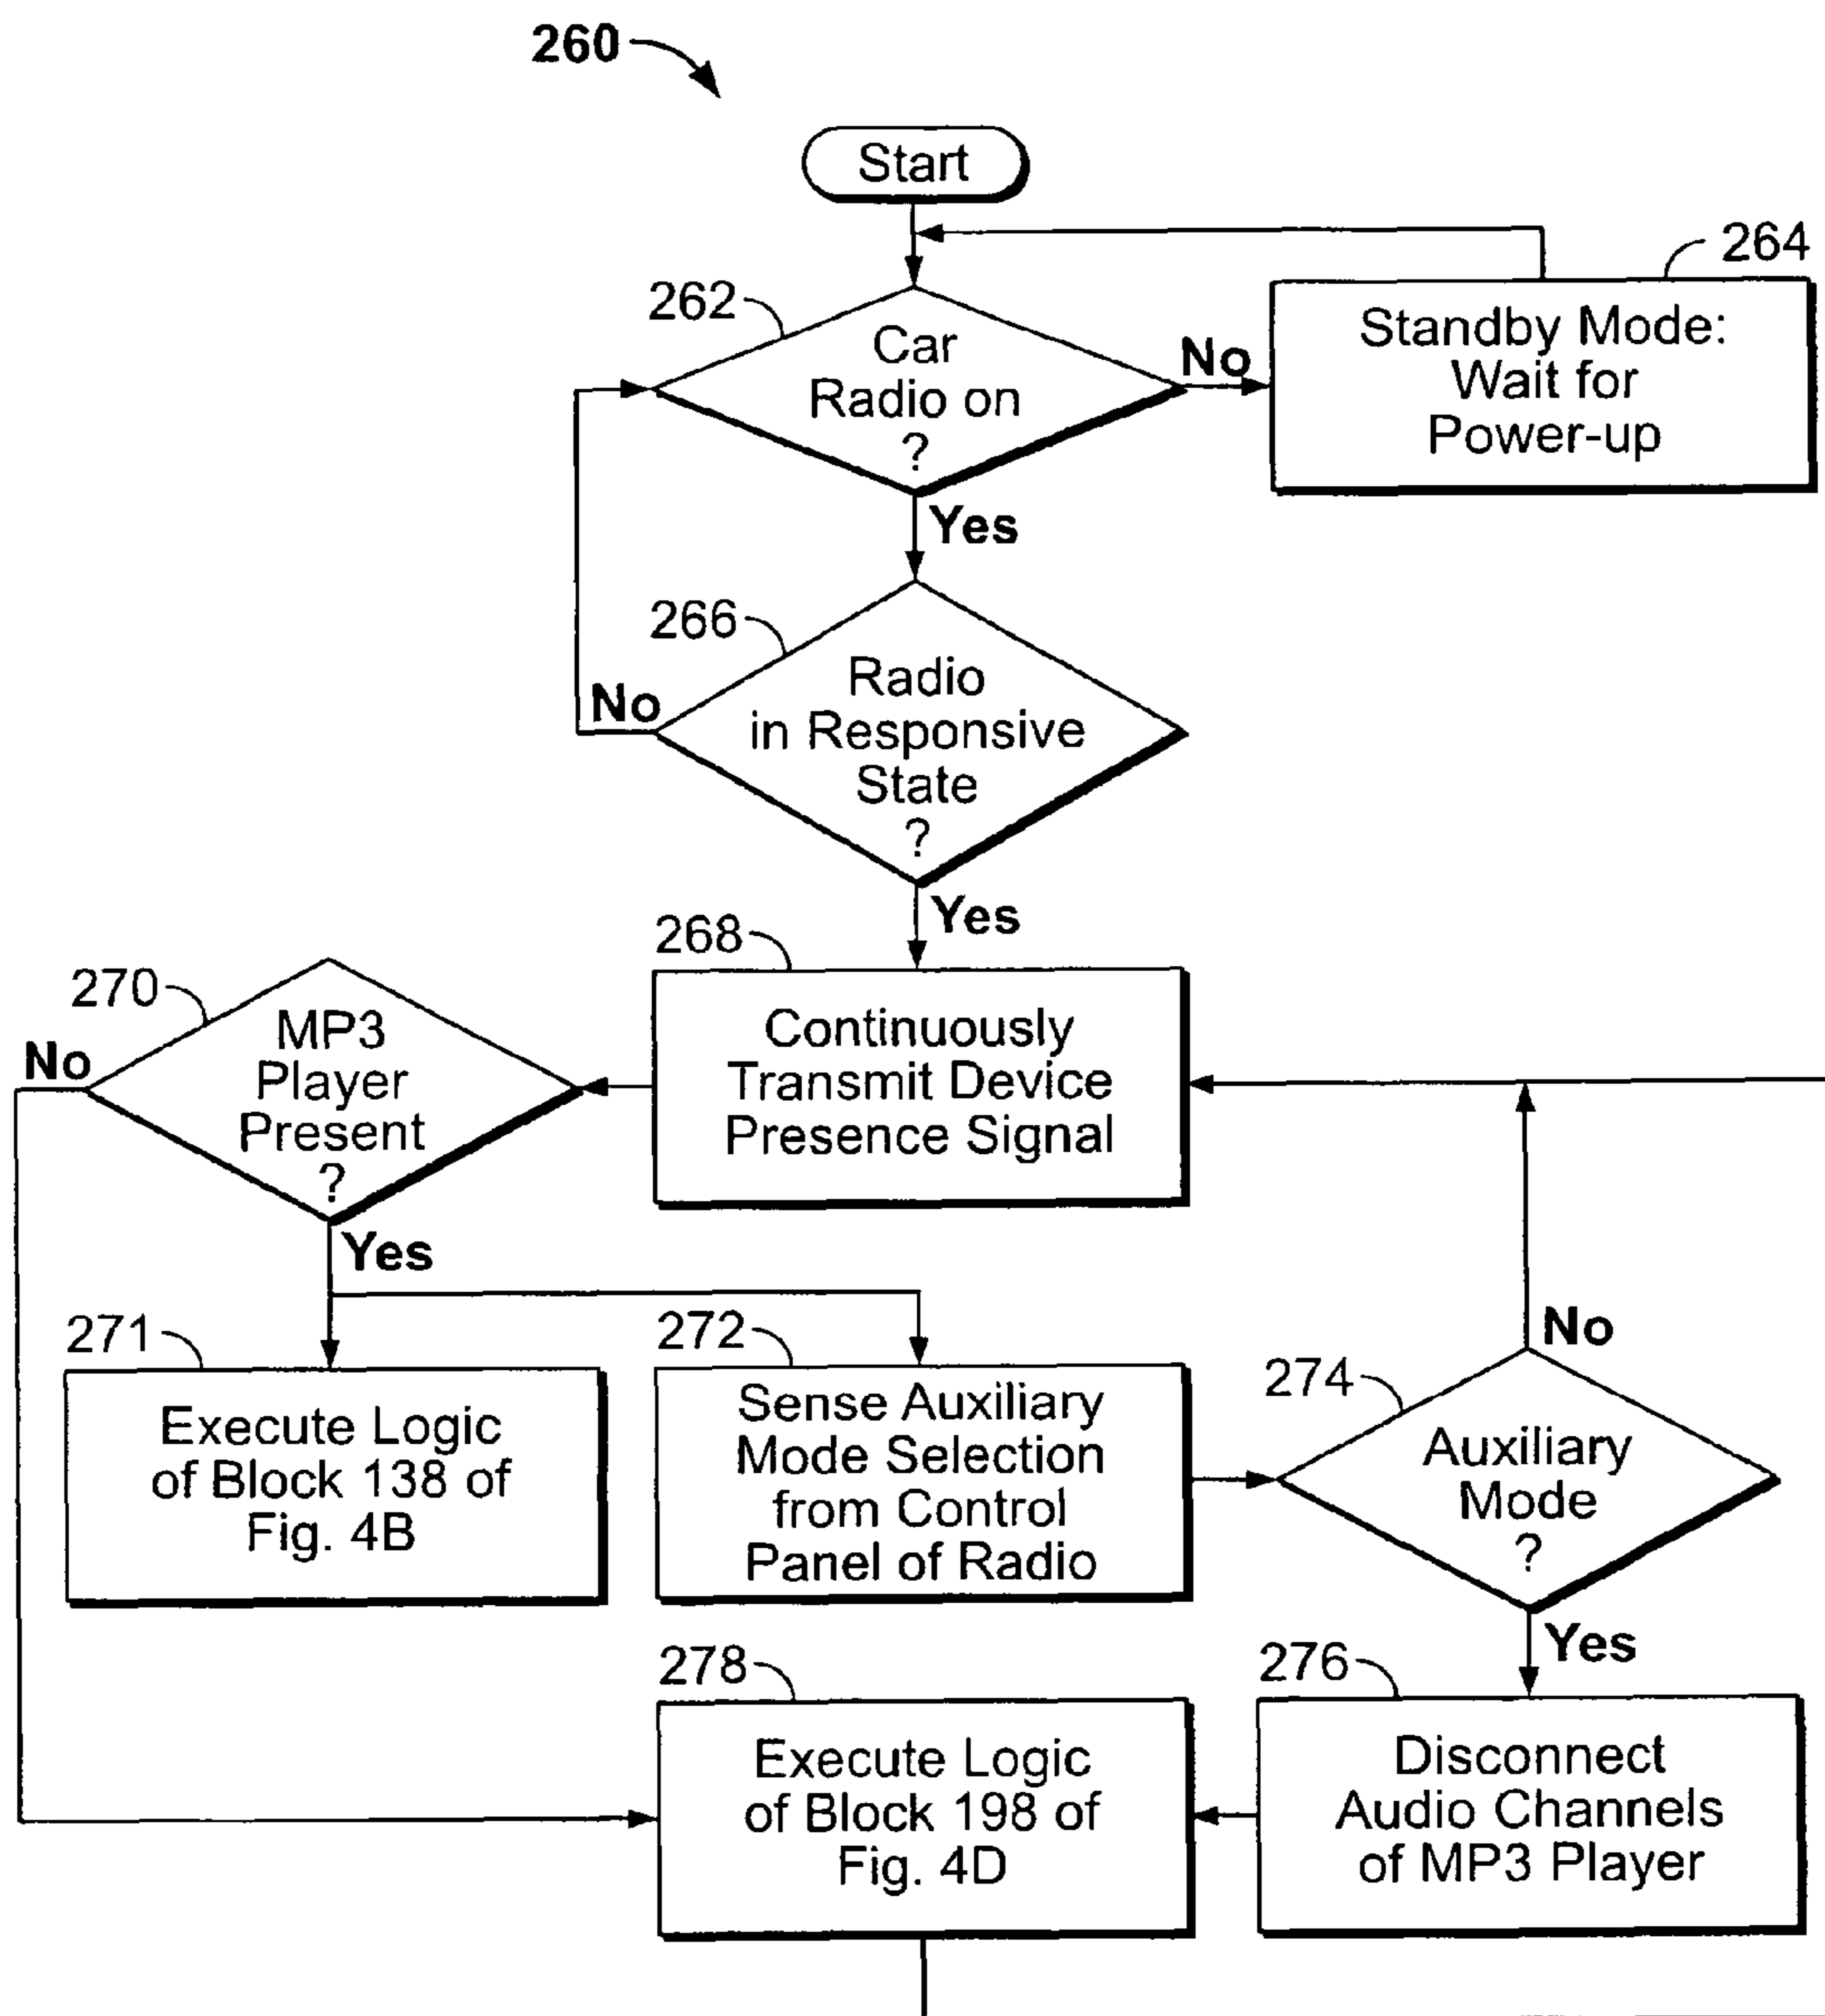 260
Start
264
262
Car
Radio on
?
No
Standby Mode:
Wait for
Power-up
Yes
266
Radio
in Responsive
State
?
No
Yes
268
270
MP3
Player
Present
?
No
Continuously
Transmit Device
Presence Signal
Yes
271
272
No
274
Execute Logic
of Block 138 of
Fig. 4B
Sense Auxiliary
Mode Selection
from Control
Panel of Radio
Auxiliary
Mode
?
Yes
278
276
Execute Logic
of Block 198 of
Fig. 4D
Disconnect
Audio Channels
of MP3 Player